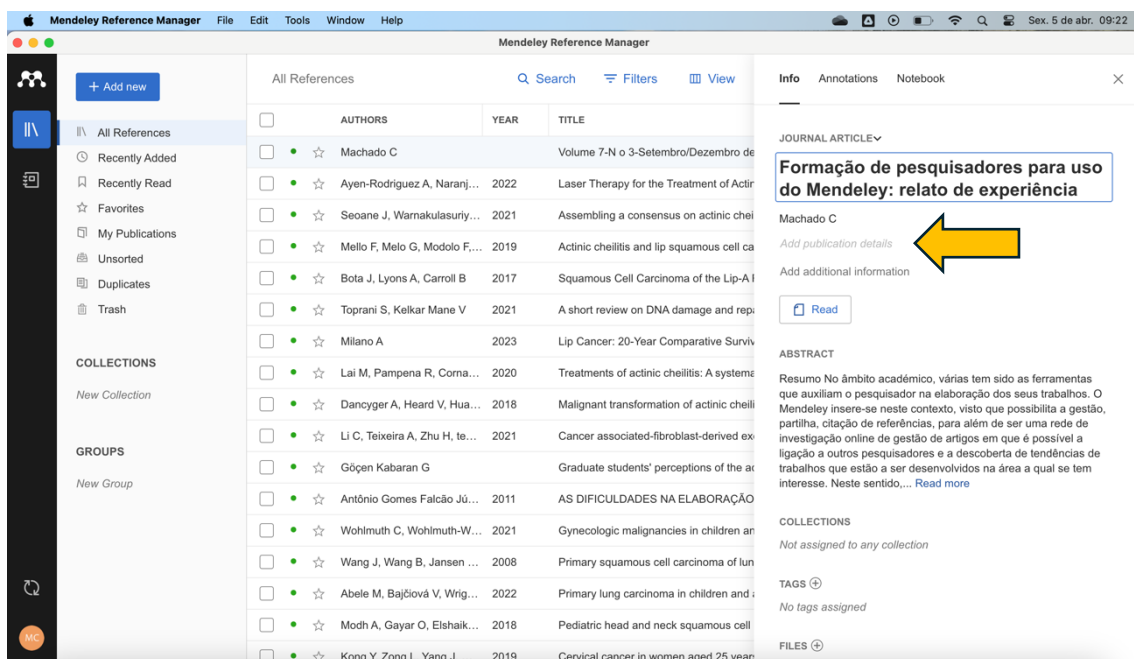 Mendeley Reference Manager File Edit Tools Window Help Sex. 5 de abr. 09:22
Mendeley Reference Manager
+ Add new
All References
Recently Added
Recently Read
Favorites
My Publications
Unsorted
Duplicates
Trash
COLLECTIONS
New Collection
GROUPS
New Group
MC
All References Search Filters View
AUTHORS YEAR TITLE
Machado C Volume 7-N o 3-Setembro/Dezembro de
Ayen-Rodriguez A, Naranj... 2022 Laser Therapy for the Treatment of Actin
Seoane J, Warnakulasuriy... 2021 Assembling a consensus on actinic chei
Mello F, Melo G, Modolo F,... 2019 Actinic cheilitis and lip squamous cell ca
Bota J, Lyons A, Carroll B 2017 Squamous Cell Carcinoma of the Lip-A
Toprani S, Kelkar Mane V 2021 A short review on DNA damage and repa
Milano A 2023 Lip Cancer: 20-Year Comparative Surviv
Lai M, Pampena R, Corna... 2020 Treatments of actinic cheilitis: A systema
Dancyger A, Heard V, Hua... 2018 Malignant transformation of actinic cheili
Li C, Teixeira A, Zhu H, te... 2021 Cancer associated-fibroblast-derived ex
Göçen Kabaran G Graduate students' perceptions of the ac
Antônio Gomes Falcão Jú... 2011 AS DIFICULDADES NA ELABORAÇÃO
Wohlmuth C, Wohlmuth-W... 2021 Gynecologic malignancies in children an
Wang J, Wang B, Jansen ... 2008 Primary squamous cell carcinoma of lun
Abele M, Bajčiová V, Wrig... 2022 Primary lung carcinoma in children and a
Modh A, Gayar O, Elshaik... 2018 Pediatric head and neck squamous cell
Kong Y, Zong L, Yang J 2019 Cervical cancer in women aged 25 year
Info Annotations Notebook
JOURNAL ARTICLE
Formação de pesquisadores para uso
do Mendeley: relato de experiência
Machado C
Add publication details
Add additional information
Read
ABSTRACT
Resumo No âmbito académico, várias tem sido as ferramentas
que auxiliam o pesquisador na elaboração dos seus trabalhos. O
Mendeley insere-se neste contexto, visto que possibilita a gestão,
partilha, citação de referências, para além de ser uma rede de
investigação online de gestão de artigos em que é possível a
ligação a outros pesquisadores e a descoberta de tendências de
trabalhos que estão a ser desenvolvidos na área a qual se tem
interesse. Neste sentido,... Read more
COLLECTIONS
Not assigned to any collection
TAGS
No tags assigned
FILES